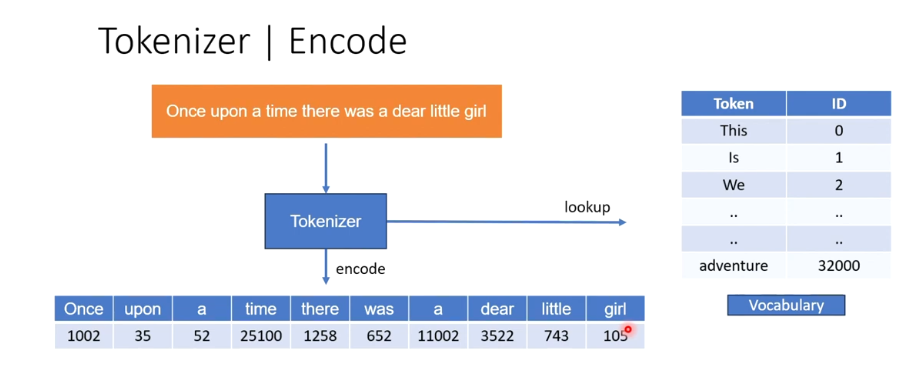 Tokenizer | Encode
Once upon a time there was a dear little girl
Tokenizer
lookup
encode
Once upon a time there was a dear little girl
1002 35 52 25100 1258 652 11002 3522 743 105
Token ID
This 0
Is 1
We 2
.. ..
.. ..
adventure 32000
Vocabulary